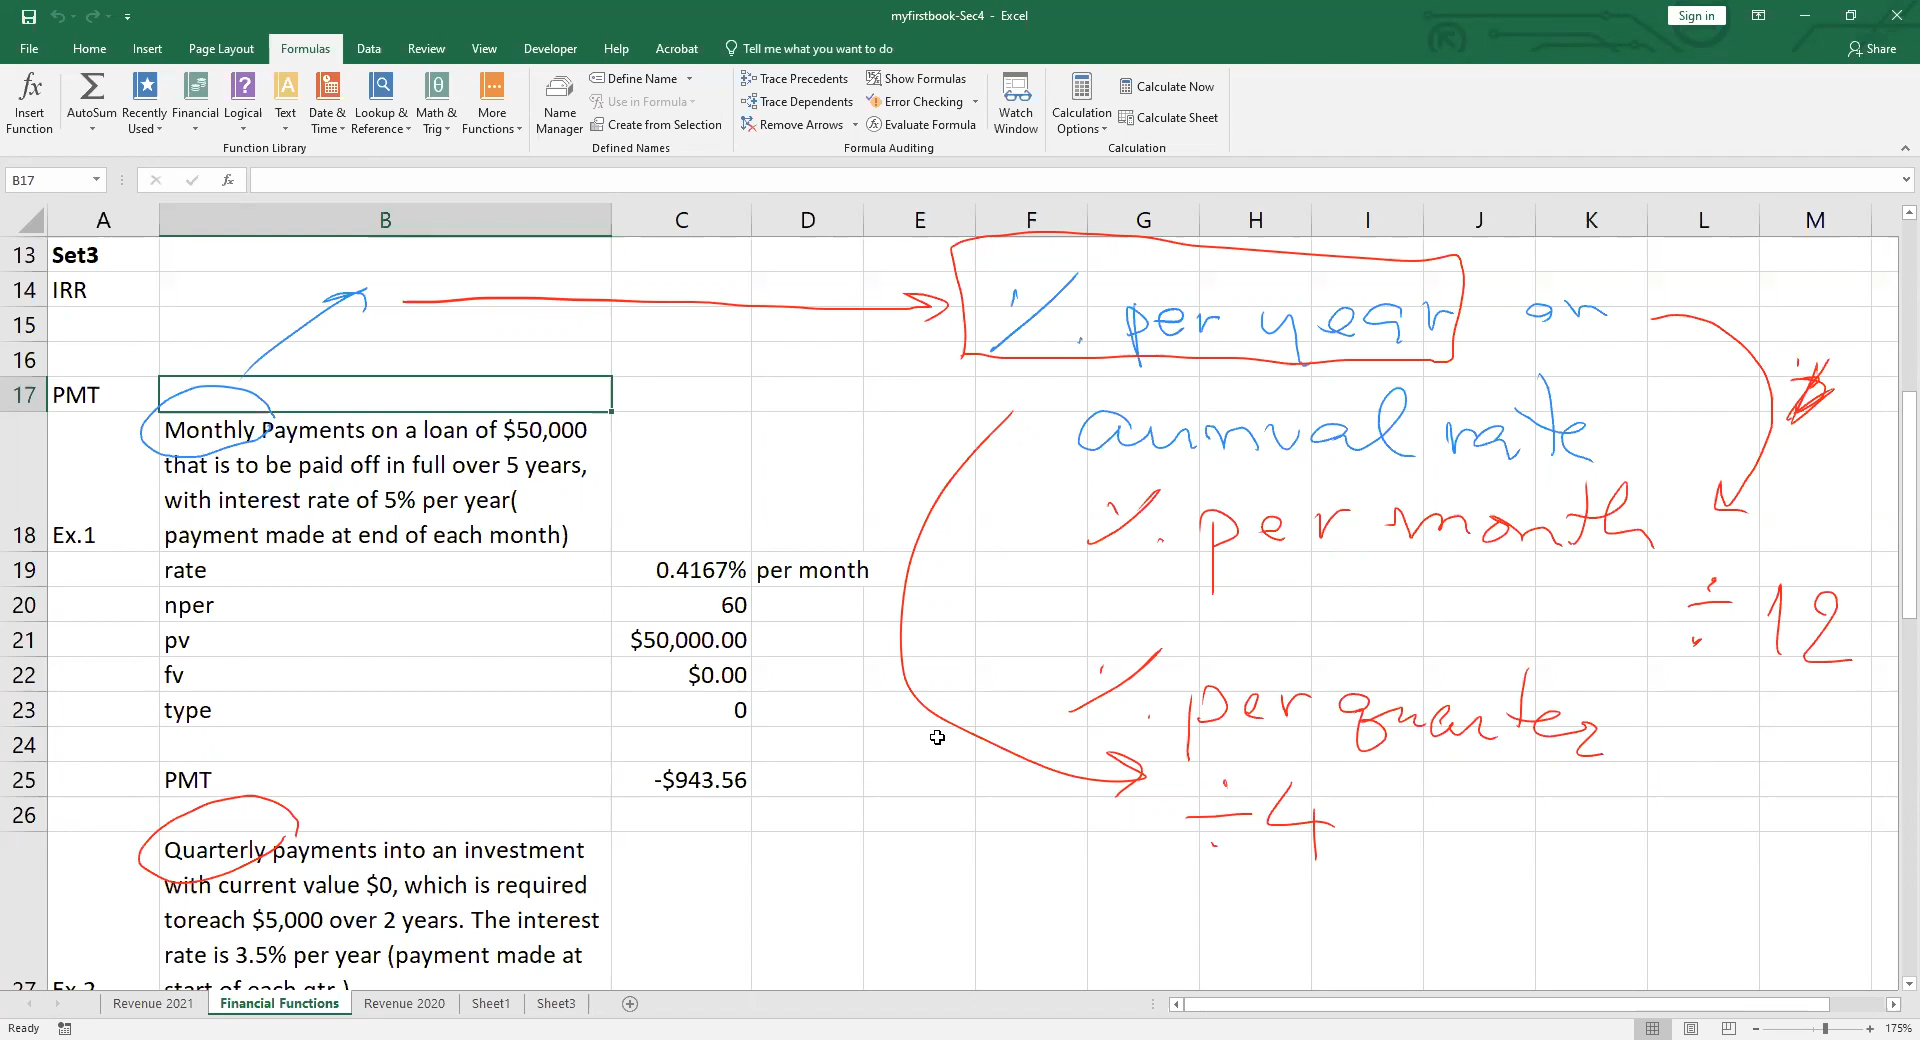 myfirstbook-Sec4 - Excel
Sign in
File Home Insert Page Layout Formulas Data Review View Developer Help Acrobat Tell me what you want to do Share
fx Insert Function
AutoSum
Recently Used
Financial
Logical
Text
Date & Time
Lookup & Reference
Math & Trig
More Functions
Function Library
Name Manager
Define Name
Use in Formula
Create from Selection
Defined Names
Trace Precedents
Trace Dependents
Remove Arrows
Show Formulas
Error Checking
Evaluate Formula
Formula Auditing
Watch Window
Calculation Options
Calculate Now
Calculate Sheet
Calculation
B17 fx
A B C D E F G H I J K L M
13 Set3
14 IRR
15
16
17 PMT
Monthly Payments on a loan of $50,000
that is to be paid off in full over 5 years,
with interest rate of 5% per year(
18 Ex.1 payment made at end of each month)
19 rate 0.4167% per month
20 nper 60
21 pv $50,000.00
22 fv $0.00
23 type 0
24
25 PMT -$943.56
26
Quarterly payments into an investment
with current value $0, which is required
toreach $5,000 over 2 years. The interest
rate is 3.5% per year (payment made at
27 Ex.2 start of each qtr.)
% per year or
annual rate
% per month
÷ 12
% per quarter
÷ 4
Revenue 2021 Financial Functions Revenue 2020 Sheet1 Sheet3
Ready
175%